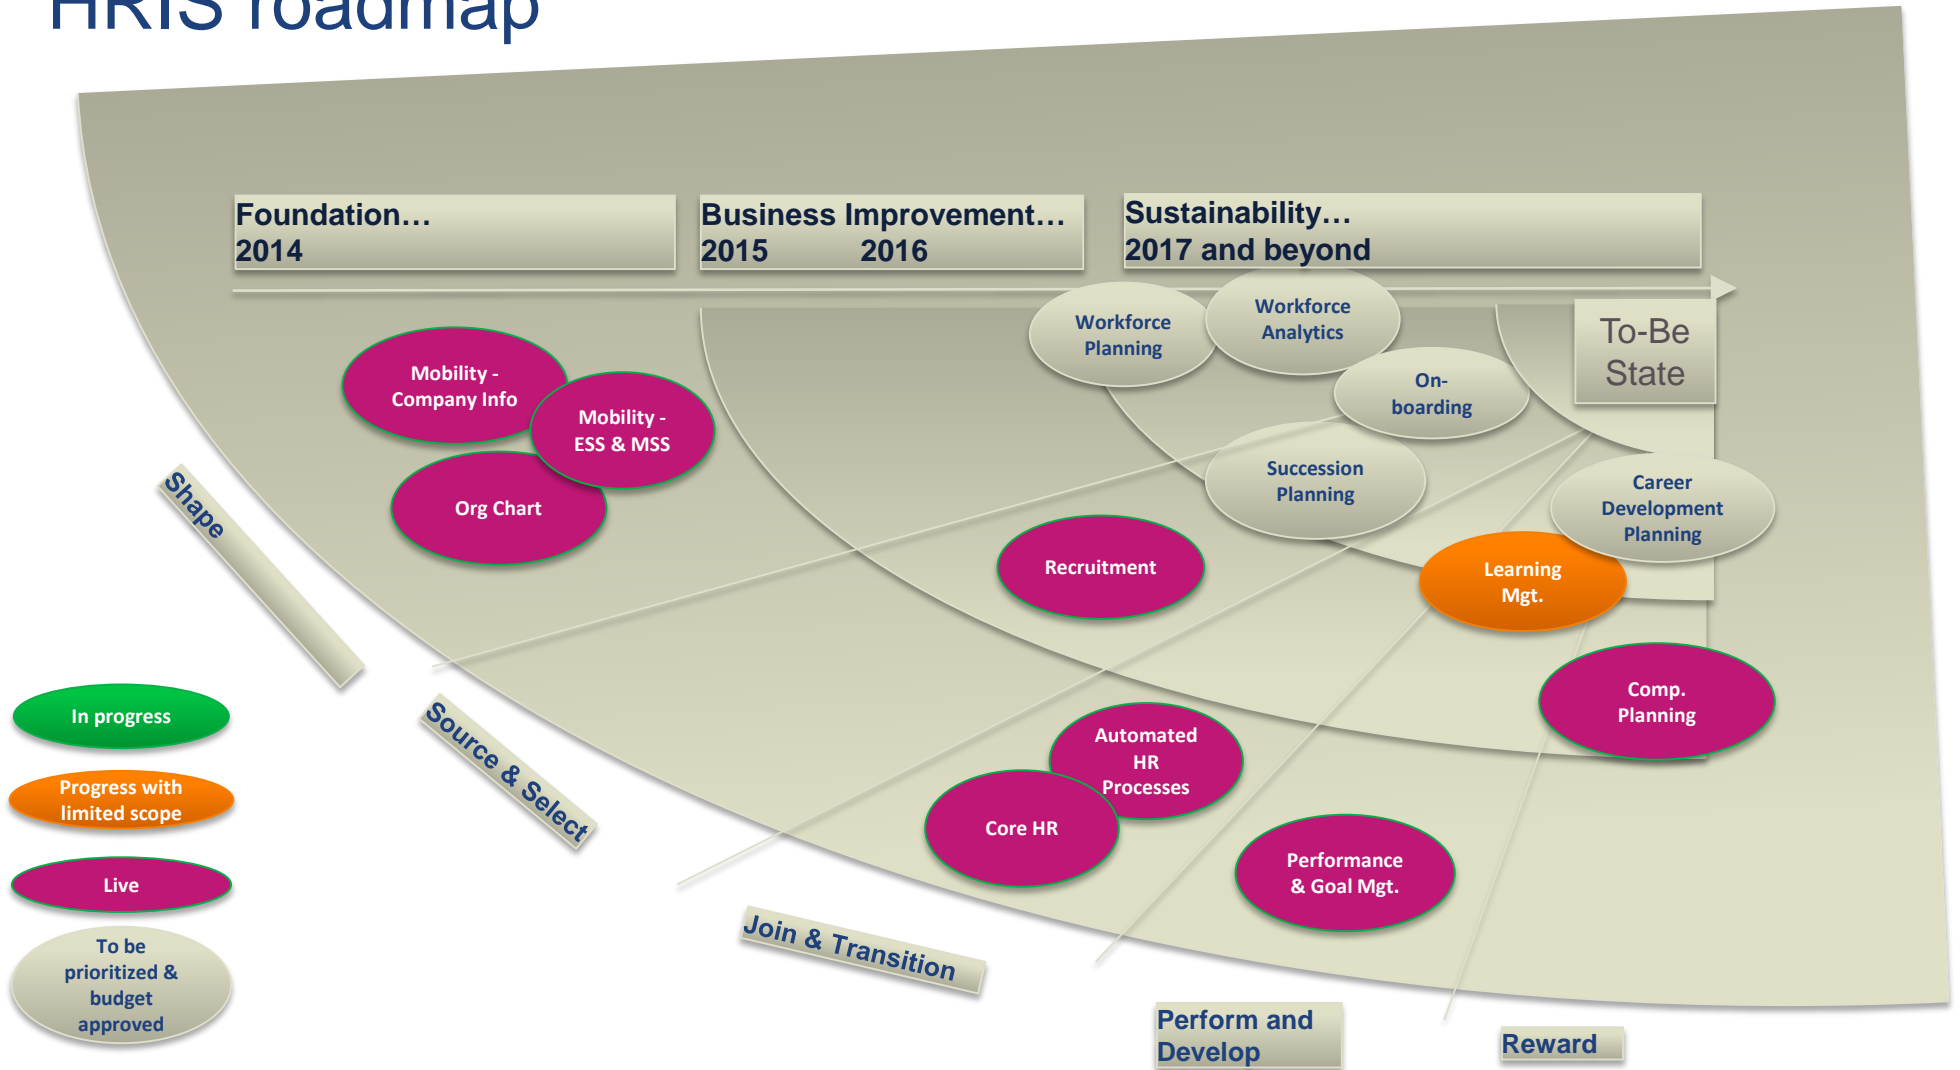 HRIS roadmap
Foundation…
2014
Business Improvement…
2015 2016
Sustainability…
2017 and beyond
Workforce
Planning
Workforce
Analytics
On-
boarding
To-Be
State
Mobility -
Company Info
Mobility -
ESS & MSS
Org Chart
Succession
Planning
Career
Development
Planning
Recruitment
Learning
Mgt.
Comp.
Planning
Automated
HR
Processes
Core HR
Performance
& Goal Mgt.
Shape
Source & Select
Join & Transition
Perform and
Develop
Reward
In progress
Progress with
limited scope
Live
To be
prioritized &
budget
approved